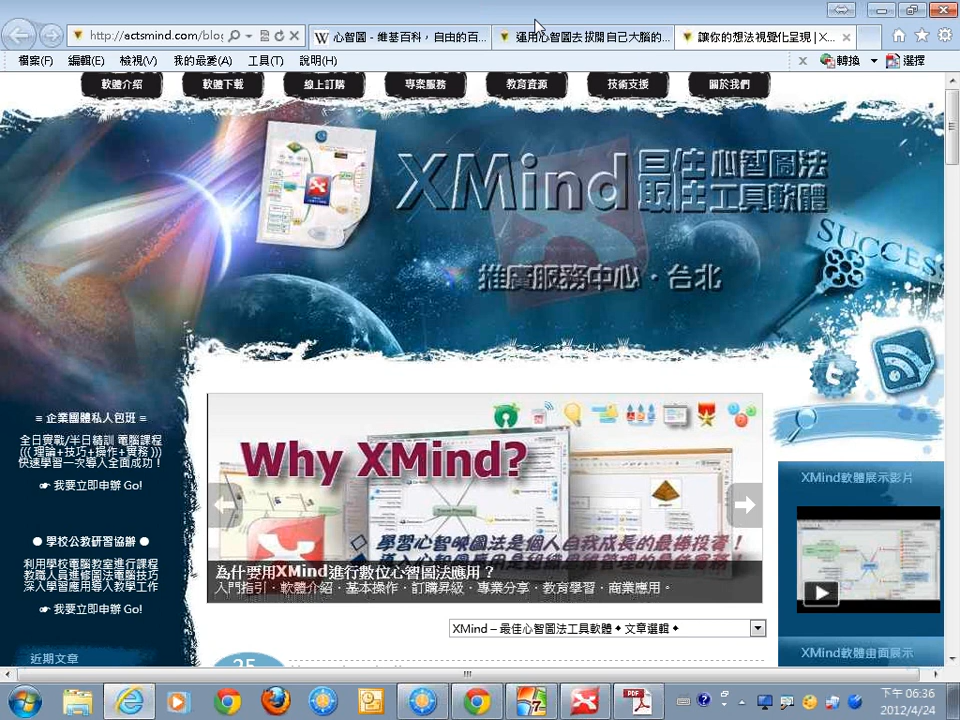 http://actsmind.com/blog
心智圖 - 維基百科，自由的百...
運用心智圖去拔開自己大腦的...
讓你的想法視覺化呈現 | X...
檔案(F) 編輯(E) 檢視(V) 我的最愛(A) 工具(T) 說明(H)
轉換 選擇
軟體介紹 軟體下載 線上訂購 專案服務 教育資源 技術支援 關於我們
XMind 最佳心智圖法
最佳工具軟體
SUCCESS
推廣服務中心．台北
≡ 企業團體私人包班 ≡
全日實戰/半日精訓 電腦課程
((( 理論+技巧+操作+實務 )))
快速學習一次導入全面成功！
☛ 我要立即申辦 Go!
● 學校公教研習協辦 ●
利用學校電腦教室進行課程
教職人員進修圖法電腦技巧
深入學習應用導入教學工作
☛ 我要立即申辦 Go!
近期文章
Why XMind?
學習心智映圖法是個人自我成長的最棒投資！
為什麼用XMind進行數位心智圖法應用？
入門指引．軟體介紹．基本操作．訂購昇級．專業分享．教育學習．商業應用。
XMind – 最佳心智圖法工具軟體 ✦ 文章選輯 ✦
25
XMind軟體展示影片
XMind軟體畫面展示
PDF
下午 06:36
2012/4/24